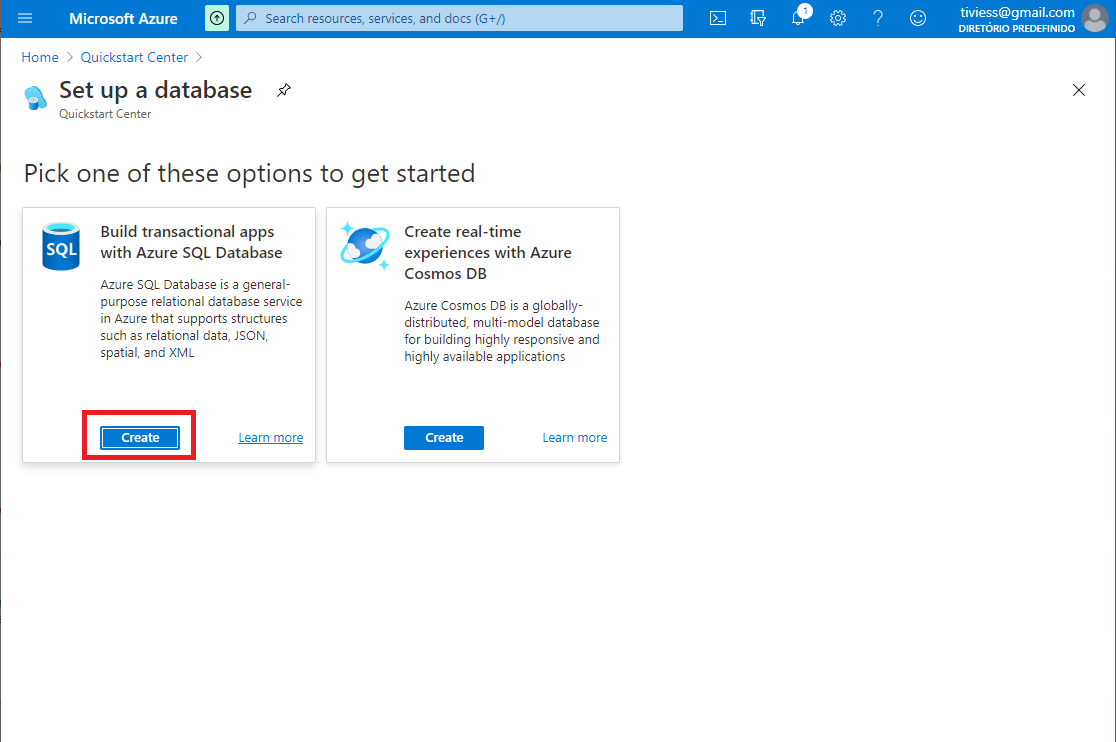 Microsoft Azure
Search resources, services, and docs (G+/)
1
tiviess@gmail.com
DIRETÓRIO PREDEFINIDO
Home > Quickstart Center >
Set up a database
Quickstart Center
Pick one of these options to get started
SQL
Build transactional apps
with Azure SQL Database
Azure SQL Database is a general-
purpose relational database service
in Azure that supports structures
such as relational data, JSON,
spatial, and XML
Create
Learn more
Create real-time
experiences with Azure
Cosmos DB
Azure Cosmos DB is a globally-
distributed, multi-model database
for building highly responsive and
highly available applications
Create
Learn more